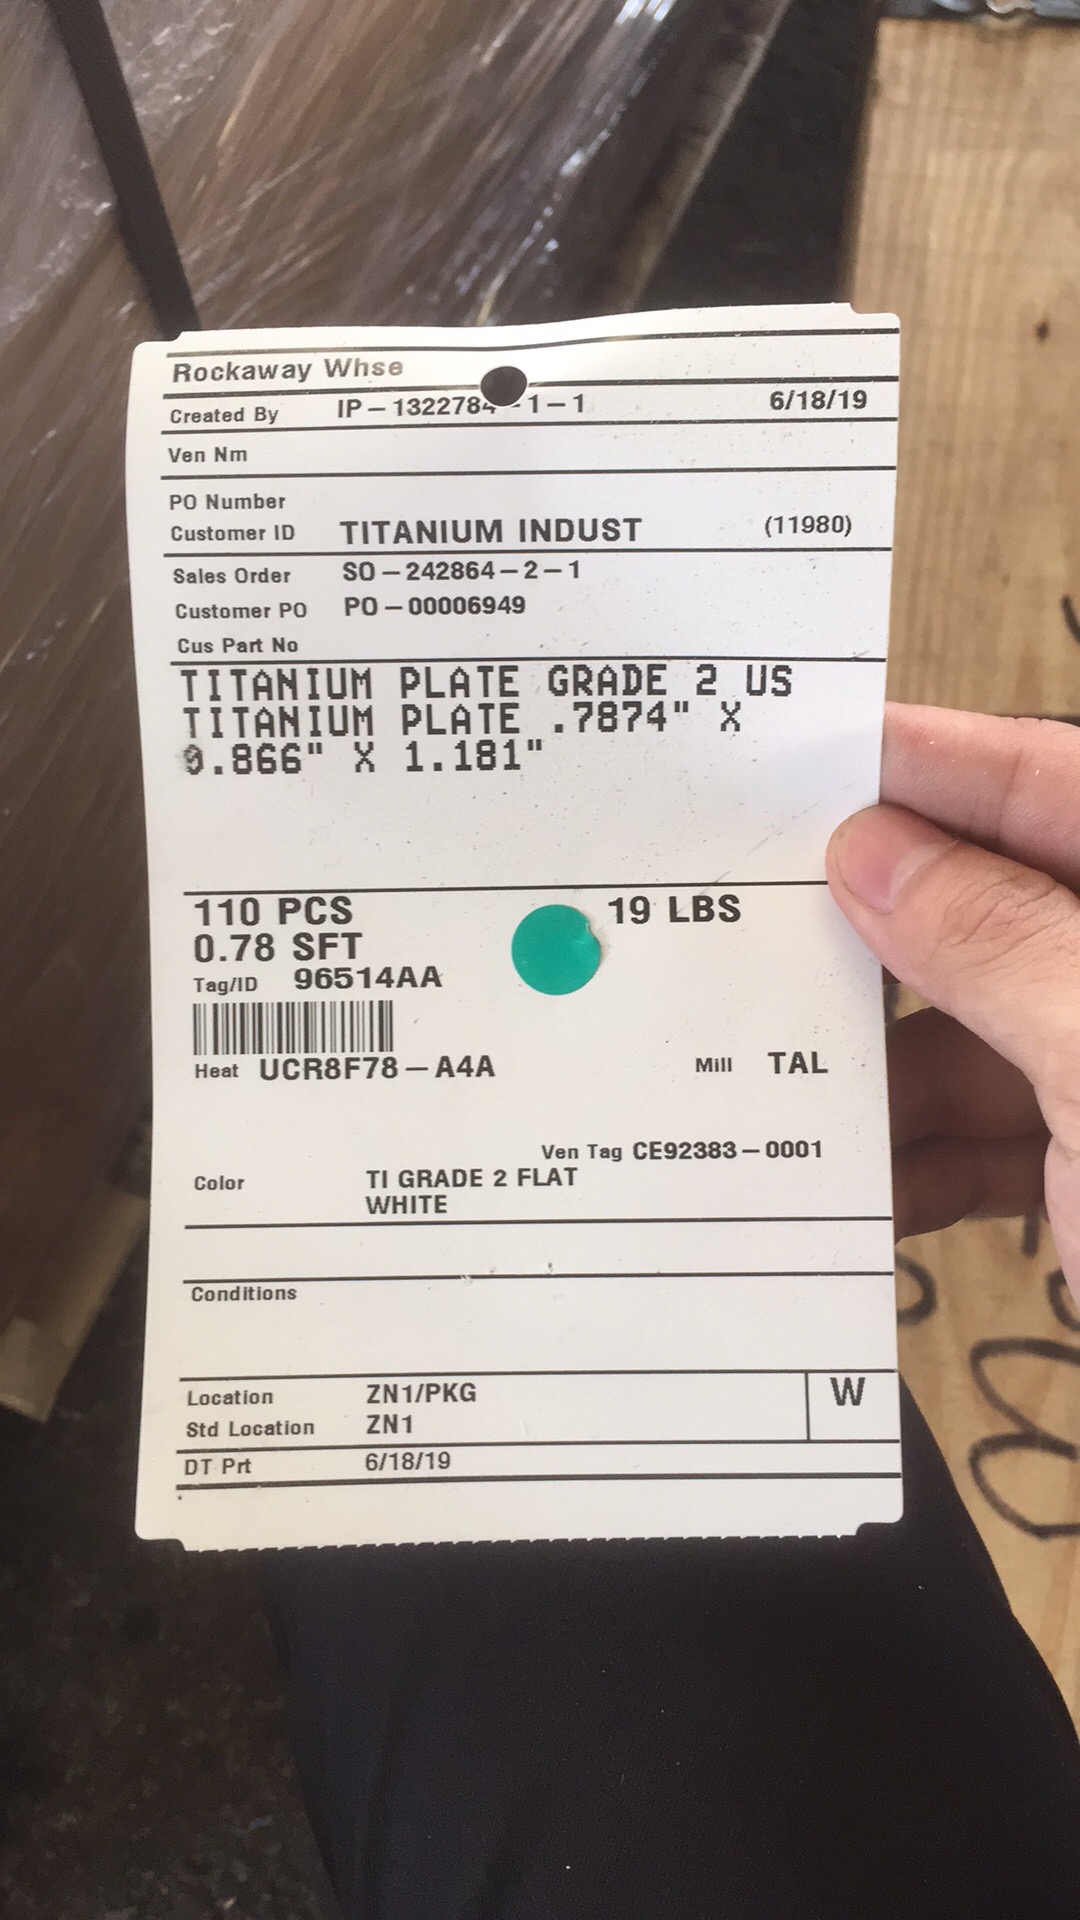 Rockaway Whse
Created By IP-1322784-1-1 6/18/19
Ven Nm
PO Number
Customer ID TITANIUM INDUST (11980)
Sales Order SO-242864-2-1
Customer PO PO-00006949
Cus Part No
TITANIUM PLATE GRADE 2 US
TITANIUM PLATE .7874" X
0.866" X 1.181"
110 PCS 19 LBS
0.78 SFT
Tag/ID 96514AA
Heat UCR8F78-A4A Mill TAL
Ven Tag CE92383-0001
Color TI GRADE 2 FLAT
WHITE
Conditions
Location ZN1/PKG W
Std Location ZN1
DT Prt 6/18/19